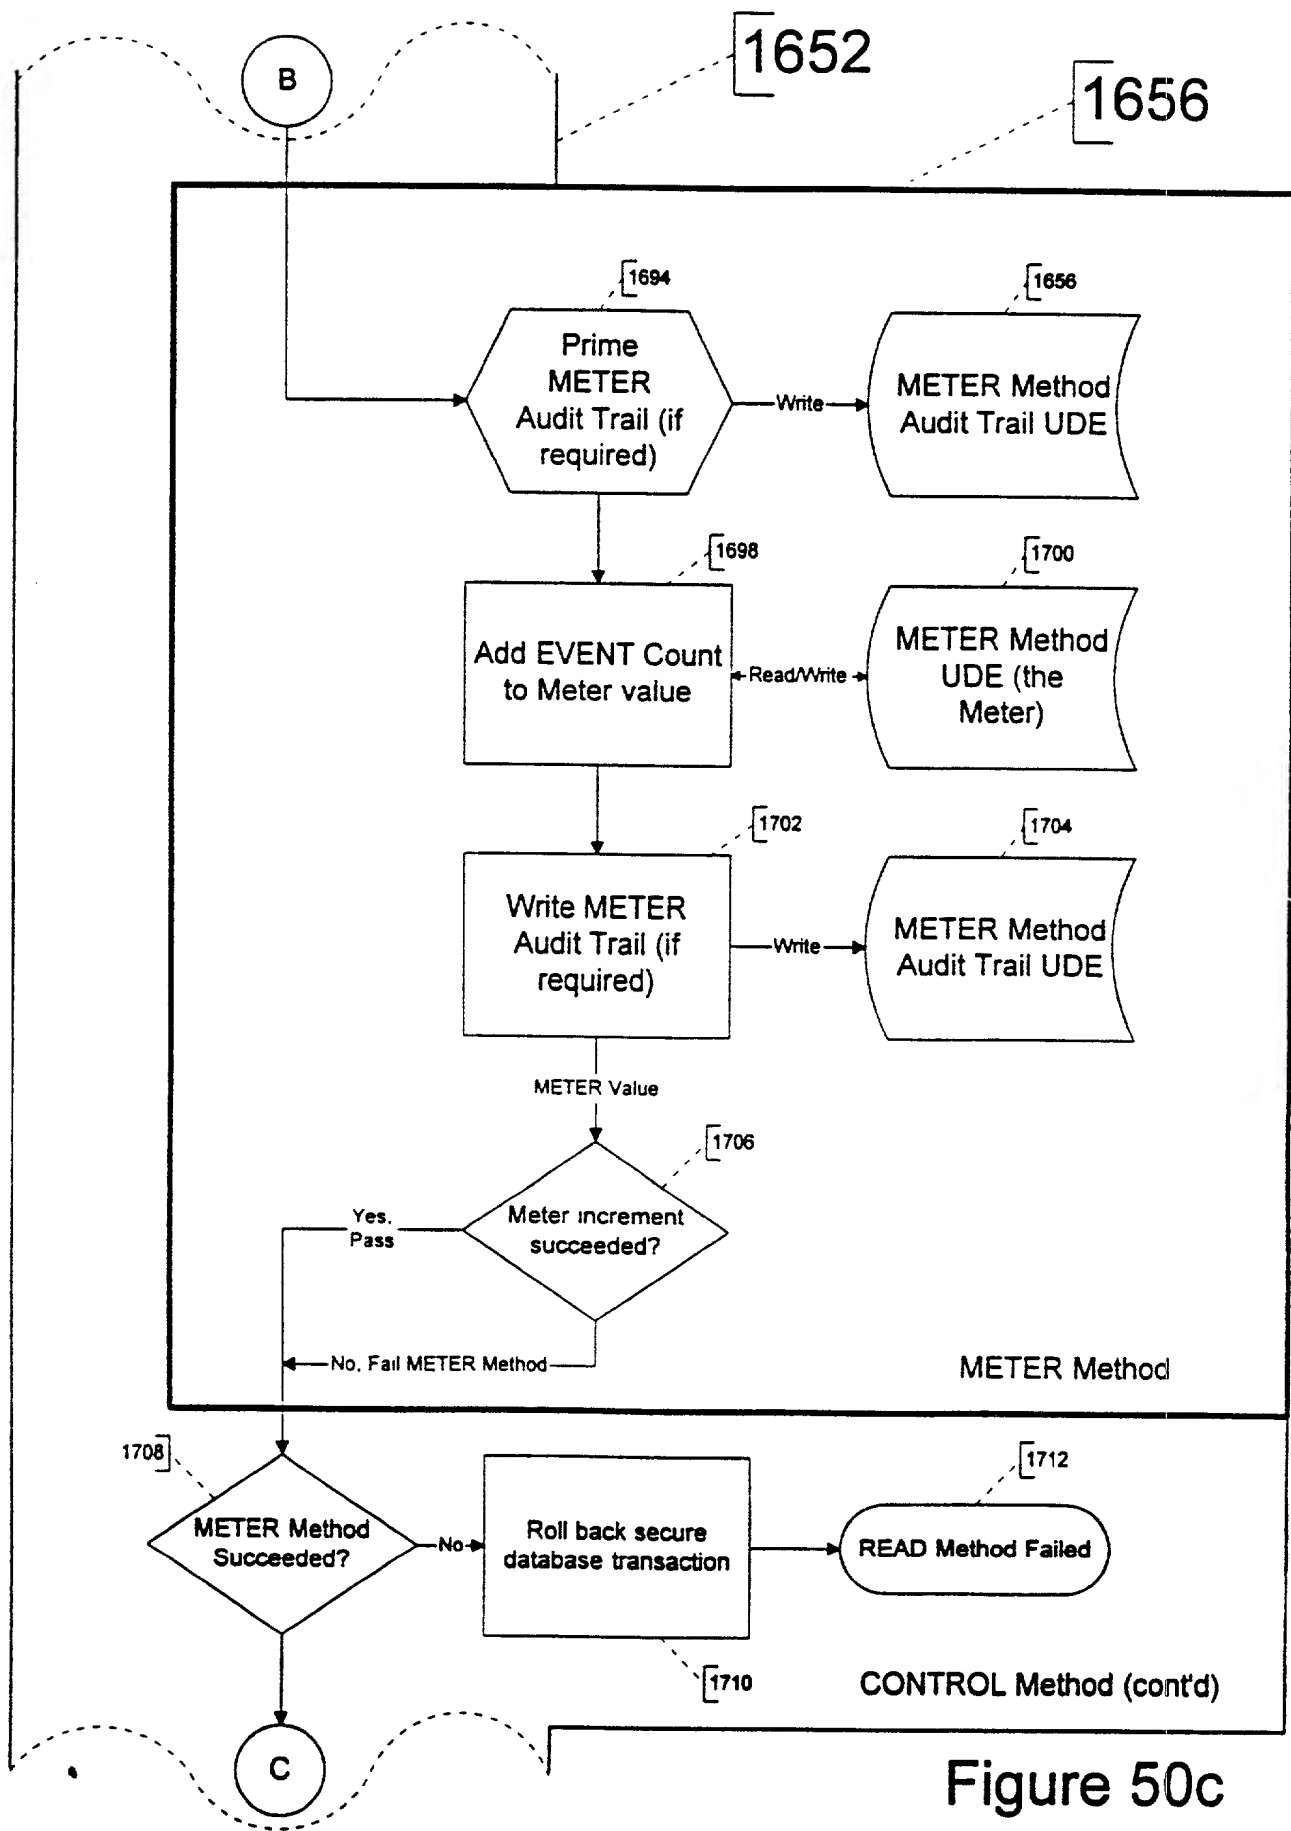 1652
B
1656
1694
1656
Prime
METER
Audit Trail (if
required)
Write
METER Method
Audit Trail UDE
1698
1700
Add EVENT Count
to Meter value
Read/Write
METER Method
UDE (the
Meter)
1702
1704
Write METER
Audit Trail (if
required)
Write
METER Method
Audit Trail UDE
METER Value
1706
Meter increment
succeeded?
Yes,
Pass
No, Fail METER Method
METER Method
1708
1712
METER Method
Succeeded?
No
Roll back secure
database transaction
READ Method Failed
1710
CONTROL Method (cont'd)
C
Figure 50c